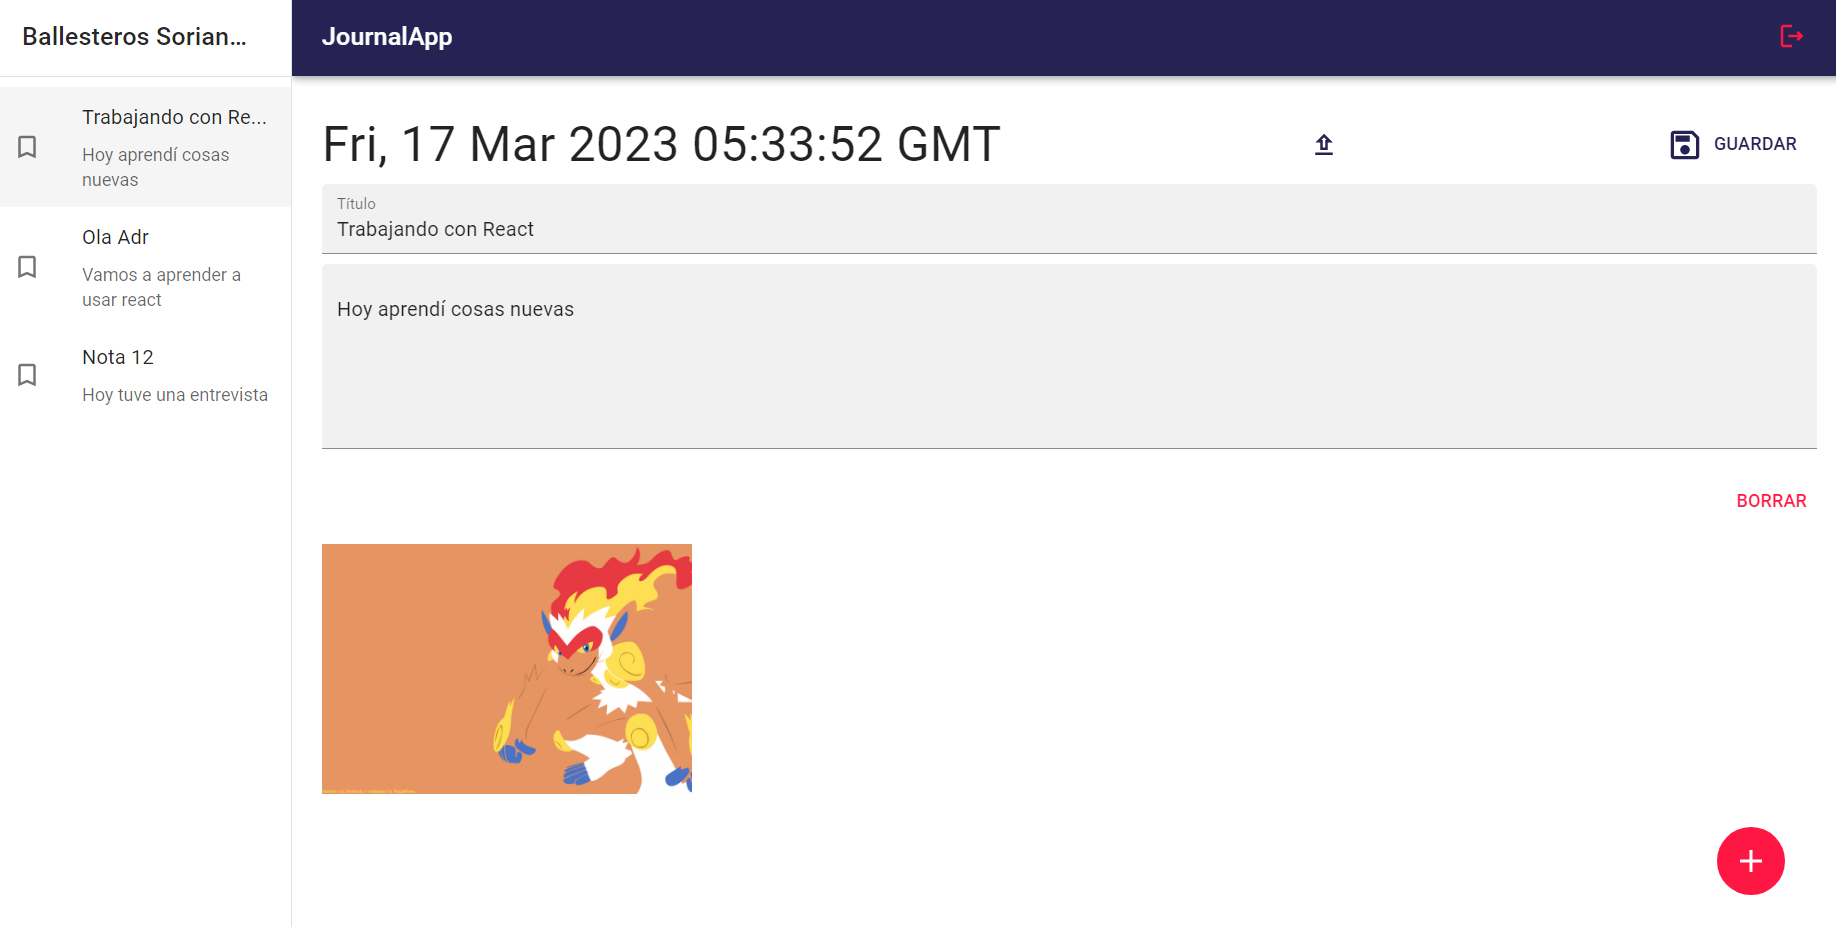 Ballesteros Sorian...
JournalApp
Trabajando con Re...
Hoy aprendí cosas
nuevas
Ola Adr
Vamos a aprender a
usar react
Nota 12
Hoy tuve una entrevista
Fri, 17 Mar 2023 05:33:52 GMT
GUARDAR
Título
Trabajando con React
Hoy aprendí cosas nuevas
BORRAR